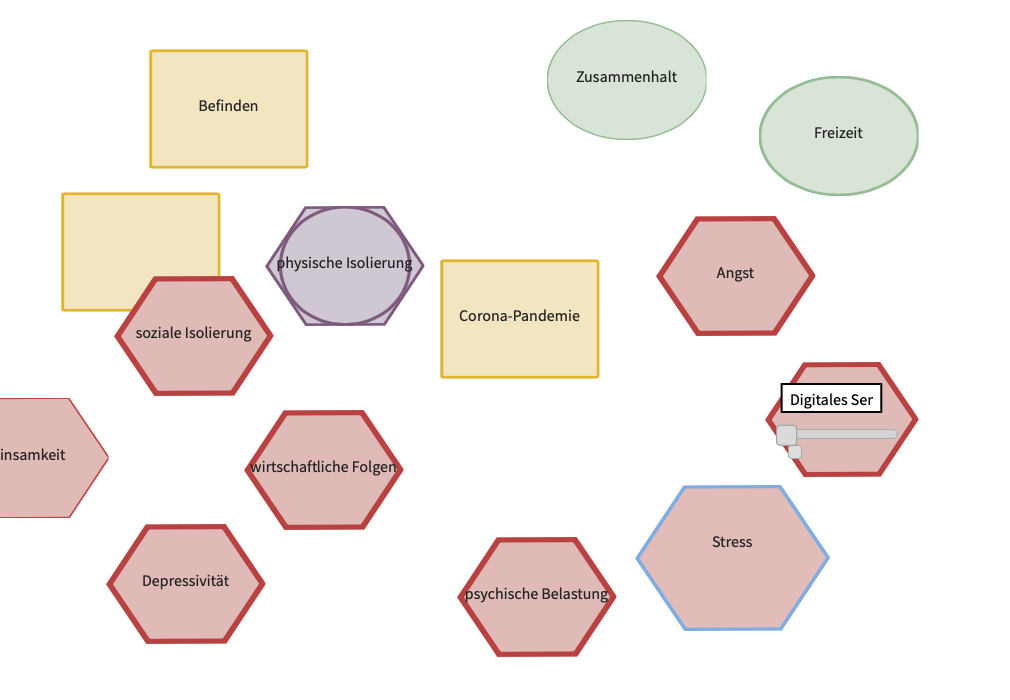 Zusammenhalt
Befinden
Freizeit
physische Isolierung
Angst
Corona-Pandemie
soziale Isolierung
Digitales Ser
insamkeit
wirtschaftliche Folgen
Stress
Depressivität
psychische Belastung